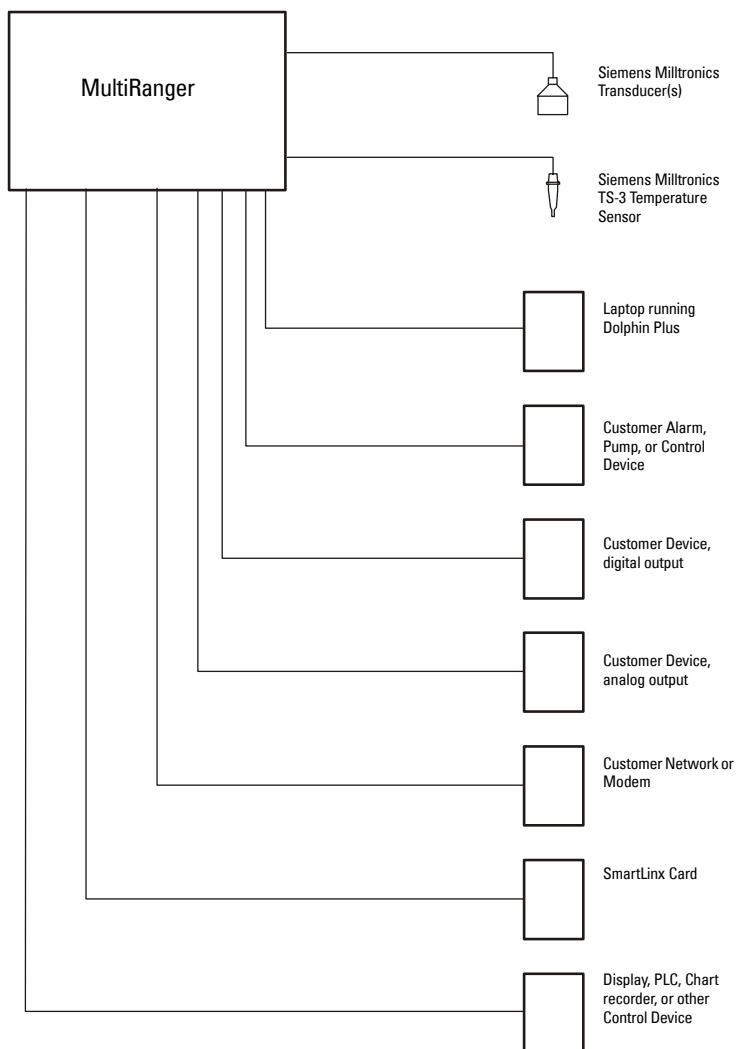 MultiRanger
Siemens Milltronics
Transducer(s)
Siemens Milltronics
TS-3 Temperature
Sensor
Laptop running
Dolphin Plus
Customer Alarm,
Pump, or Control
Device
Customer Device,
digital output
Customer Device,
analog output
Customer Network or
Modem
SmartLinx Card
Display, PLC, Chart
recorder, or other
Control Device